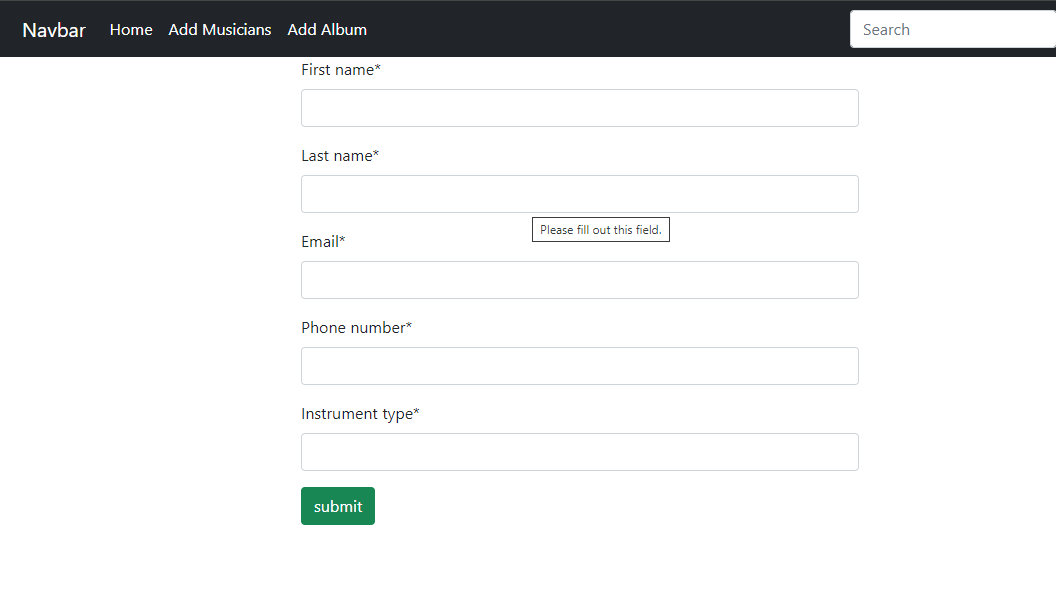 Navbar Home Add Musicians Add Album Search
First name*
Last name*
Please fill out this field.
Email*
Phone number*
Instrument type*
submit